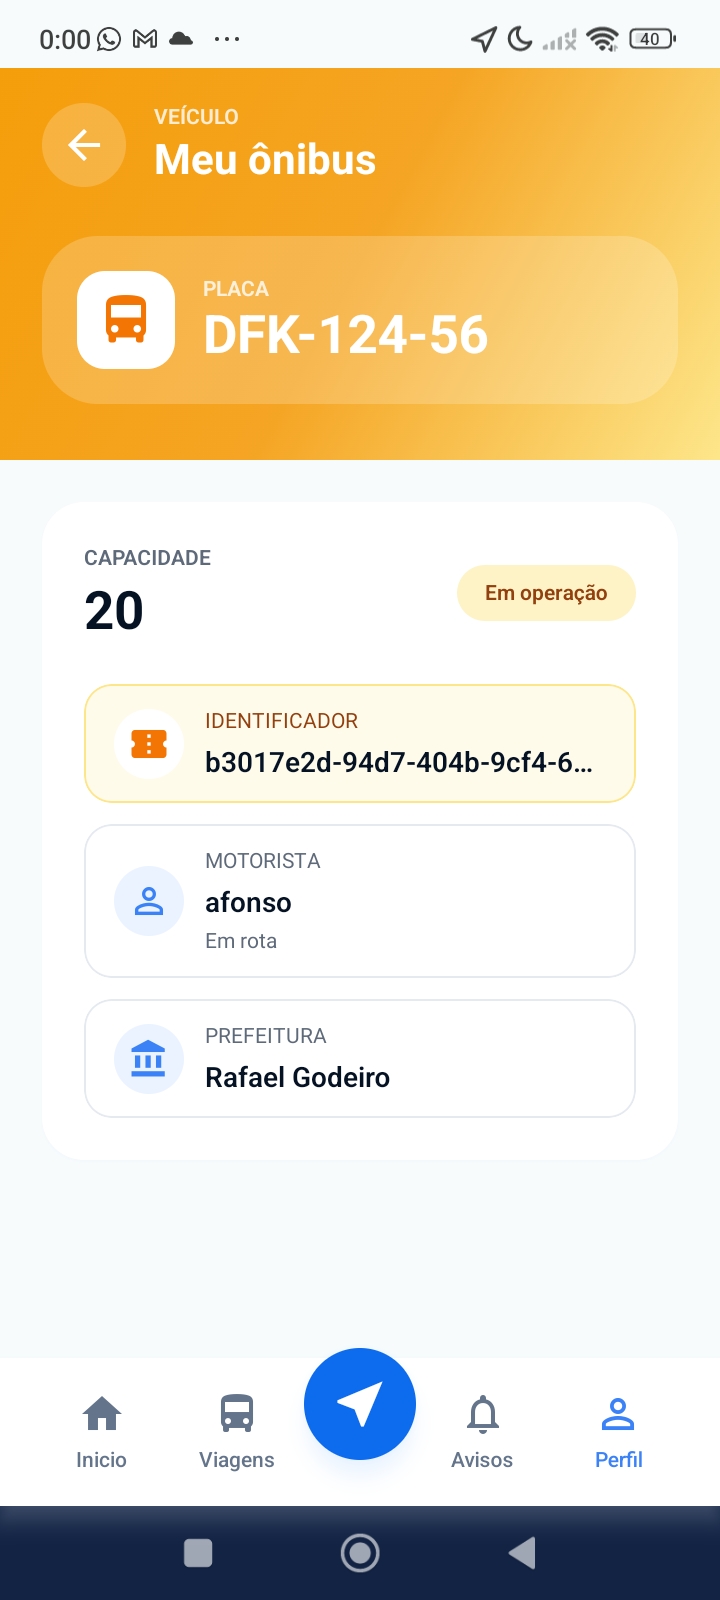 0:00
40
VEÍCULO
Meu ônibus
PLACA
DFK-124-56
CAPACIDADE
20
Em operação
IDENTIFICADOR
b3017e2d-94d7-404b-9cf4-6...
MOTORISTA
afonso
Em rota
PREFEITURA
Rafael Godeiro
Inicio
Viagens
Avisos
Perfil